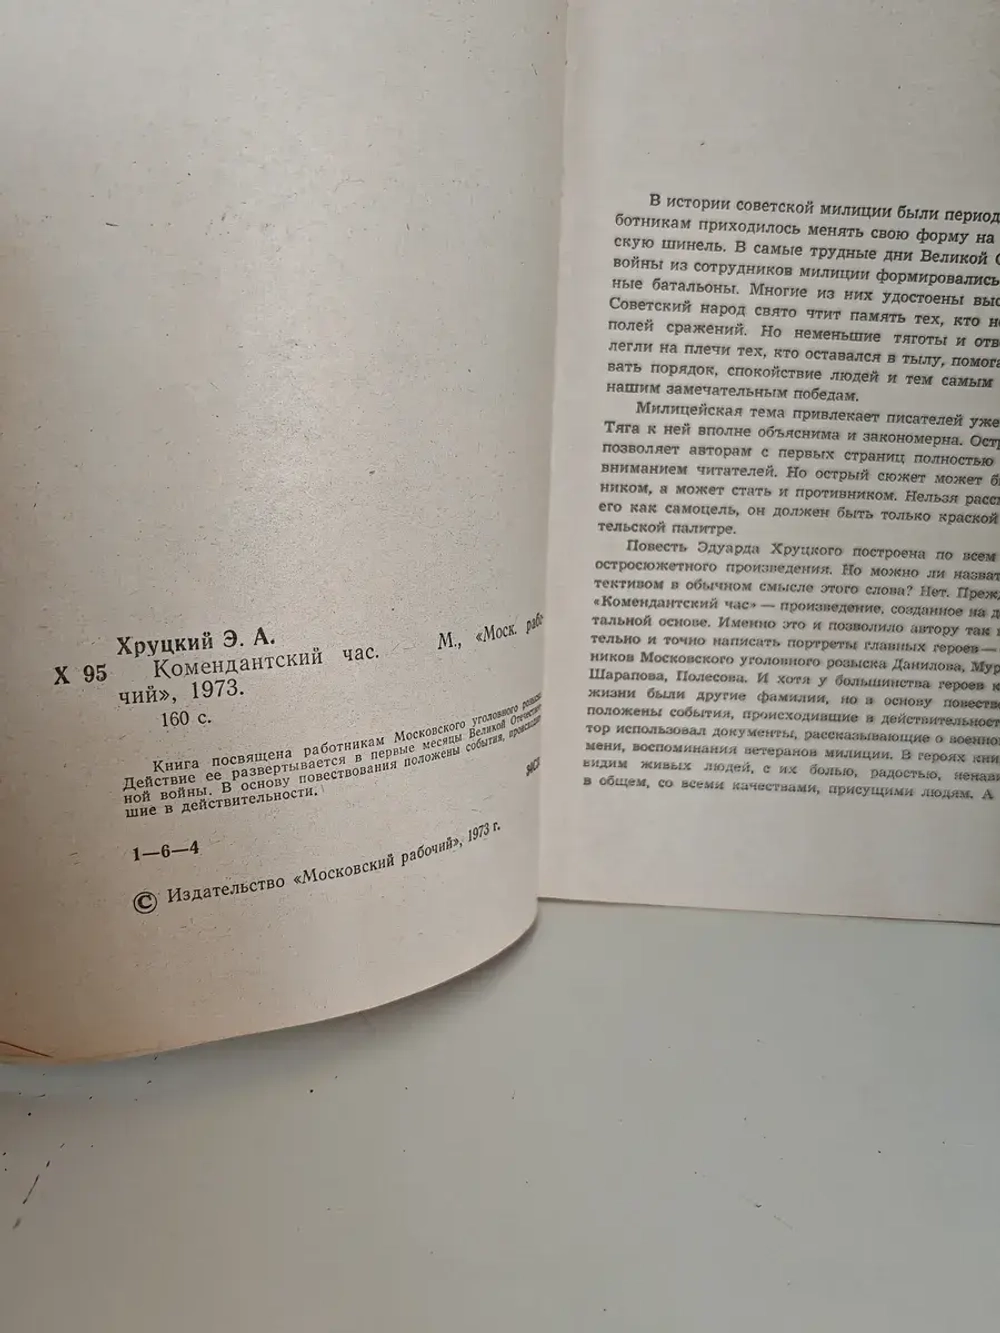 Хруцкий Э. А.
Х 95 Комендантский час. — М., «Моск. рабо
чий», 1973.
160 с.
Книга посвящена работникам Московского уголовного розыска
Действие ее развертывается в первые месяцы Великой Отечествен
ной войны. В основу повествования положены события, происходив
шие в действительности.
1—6—4
© Издательство «Московский рабочий», 1973 г.
В истории советской милиции были период
ботникам приходилось менять свою форму на
скую шинель. В самые трудные дни Великой О
войны из сотрудников милиции формировались
ные батальоны. Многие из них удостоены выс
Советский народ свято чтит память тех, кто не
полей сражений. Но неменьшие тяготы и отв
легли на плечи тех, кто оставался в тылу, помога
вать порядок, спокойствие людей и тем самым
нашим замечательным победам.
Милицейская тема привлекает писателей уже
Тяга к ней вполне объяснима и закономерна. Остр
позволяет авторам с первых страниц полностью
вниманием читателей. Но острый сюжет может б
ником, а может стать и противником. Нельзя расс
его как самоцель, он должен быть только краской
тельской палитре.
Повесть Эдуарда Хруцкого построена по всем
остросюжетного произведения. Но можно ли назват
тективом в обычном смысле этого слова? Нет. Прежд
«Комендантский час» — произведение, созданное на д
тальной основе. Именно это и позволило автору так
тельно и точно написать портреты главных героев —
ников Московского уголовного розыска Данилова, Мур
Шарапова, Полесова. И хотя у большинства героев к
жизни были другие фамилии, но в основу повество
положены события, происходившие в действительност
тор использовал документы, рассказывающие о военно
мени, воспоминания ветеранов милиции. В героях книг
видим живых людей, с их болью, радостью, ненави
в общем, со всеми качествами, присущими людям. А